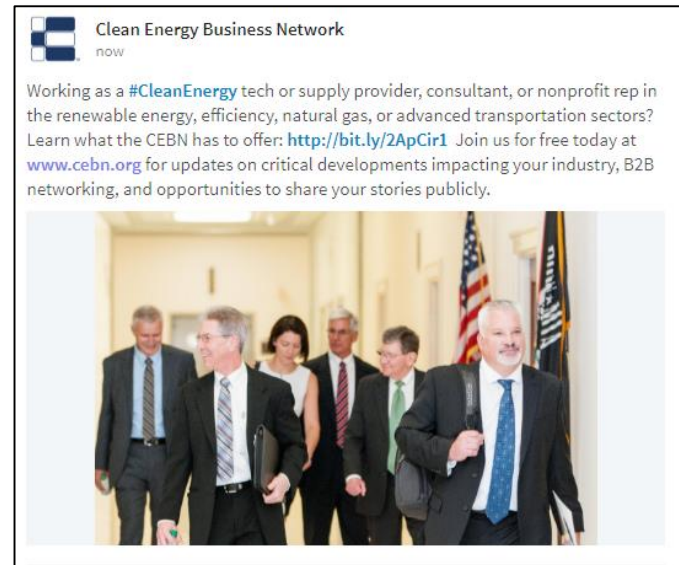 Clean Energy Business Network
now
Working as a #CleanEnergy tech or supply provider, consultant, or nonprofit rep in
the renewable energy, efficiency, natural gas, or advanced transportation sectors?
Learn what the CEBN has to offer: http://bit.ly/2ApCir1 Join us for free today at
www.cebn.org for updates on critical developments impacting your industry, B2B
networking, and opportunities to share your stories publicly.